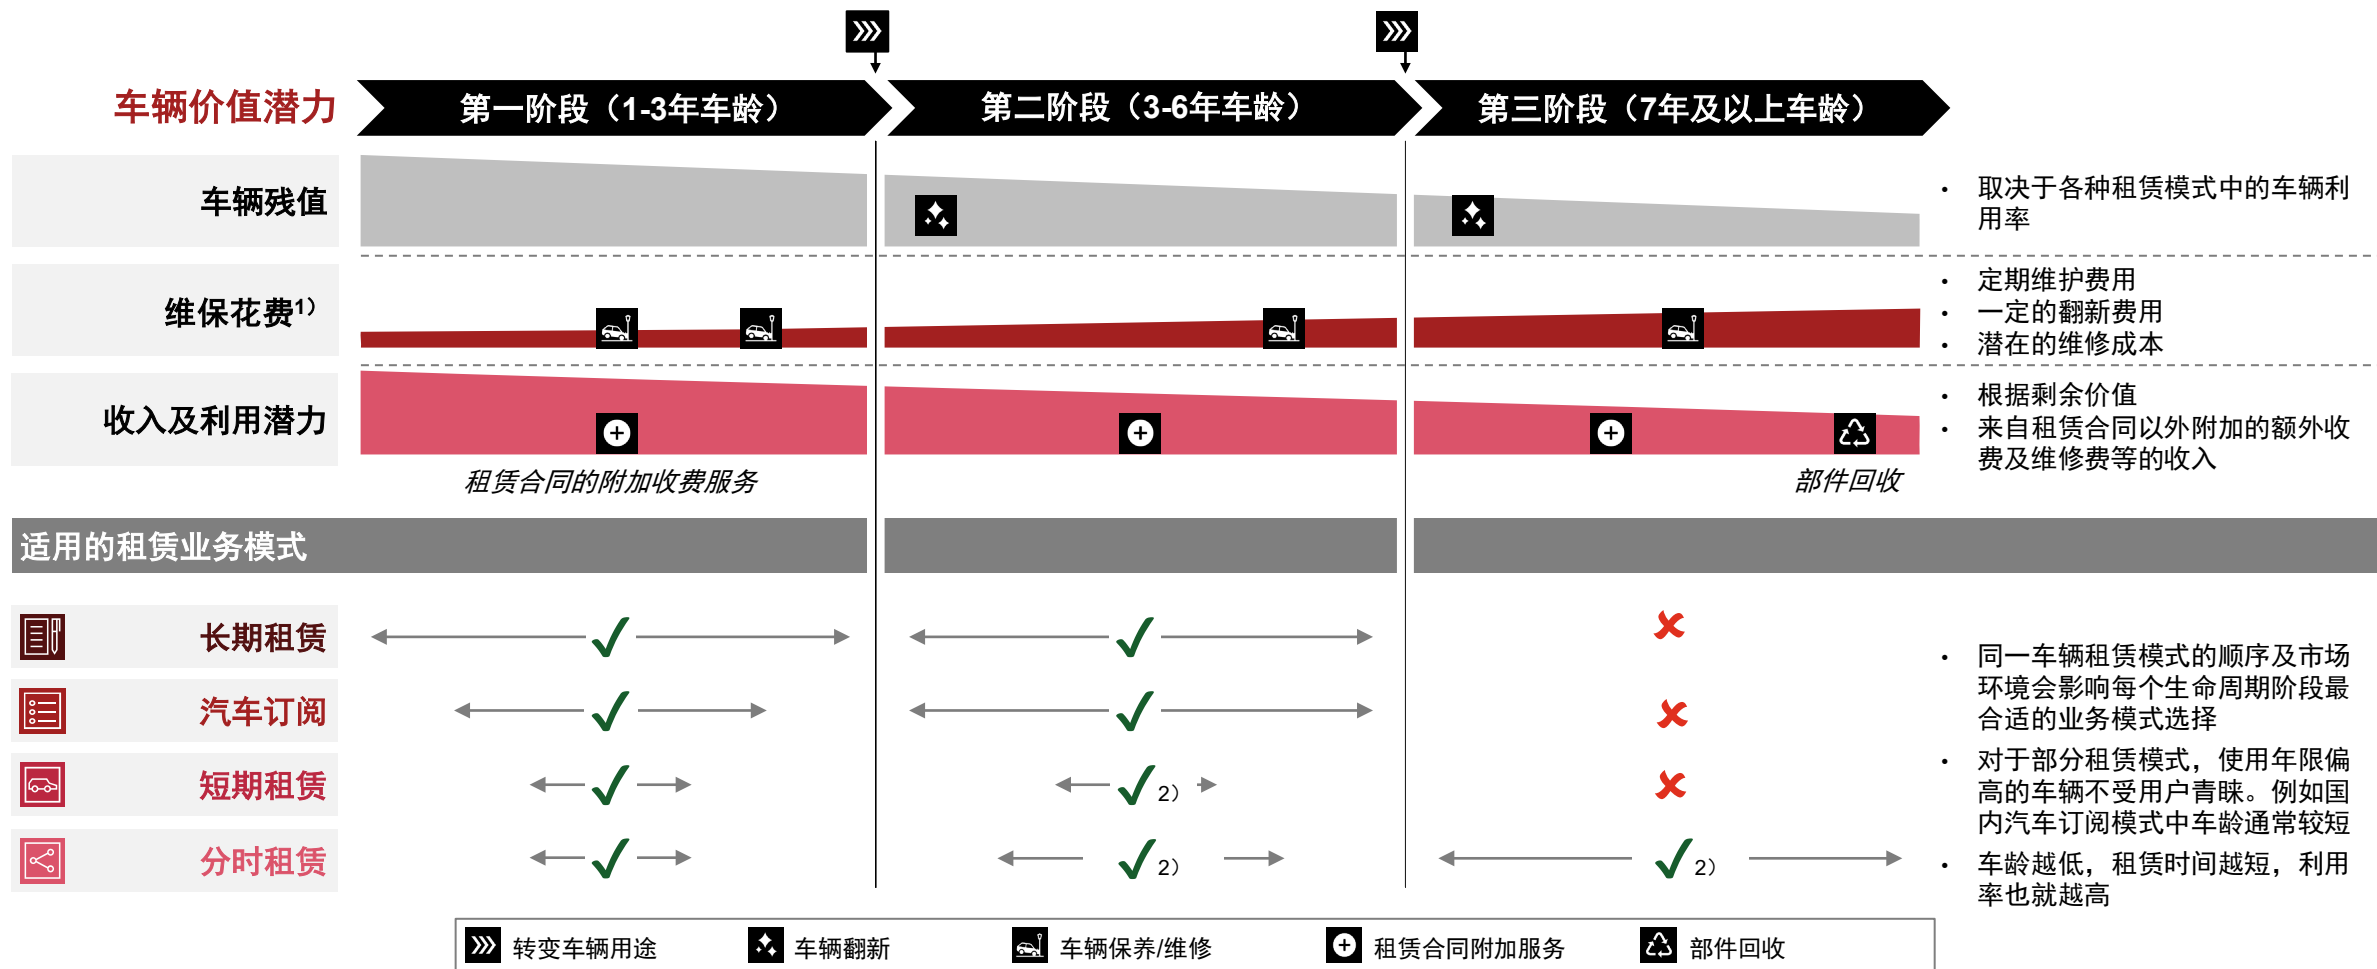 车辆价值潜力
第一阶段（1-3年车龄）
第二阶段（3-6年车龄）
第三阶段（7年及以上车龄）
车辆残值
• 取决于各种租赁模式中的车辆利
用率
维保花费1）
• 定期维护费用
• 一定的翻新费用
• 潜在的维修成本
收入及利用潜力
• 根据剩余价值
• 来自租赁合同以外附加的额外收
费及维修费等的收入
租赁合同的附加收费服务
部件回收
适用的租赁业务模式
长期租赁
汽车订阅
短期租赁
2）
分时租赁
2）
2）
• 同一车辆租赁模式的顺序及市场
环境会影响每个生命周期阶段最
合适的业务模式选择
• 对于部分租赁模式，使用年限偏
高的车辆不受用户青睐。例如国
内汽车订阅模式中车龄通常较短
• 车龄越低，租赁时间越短，利用
率也就越高
转变车辆用途
车辆翻新
车辆保养/维修
租赁合同附加服务
部件回收